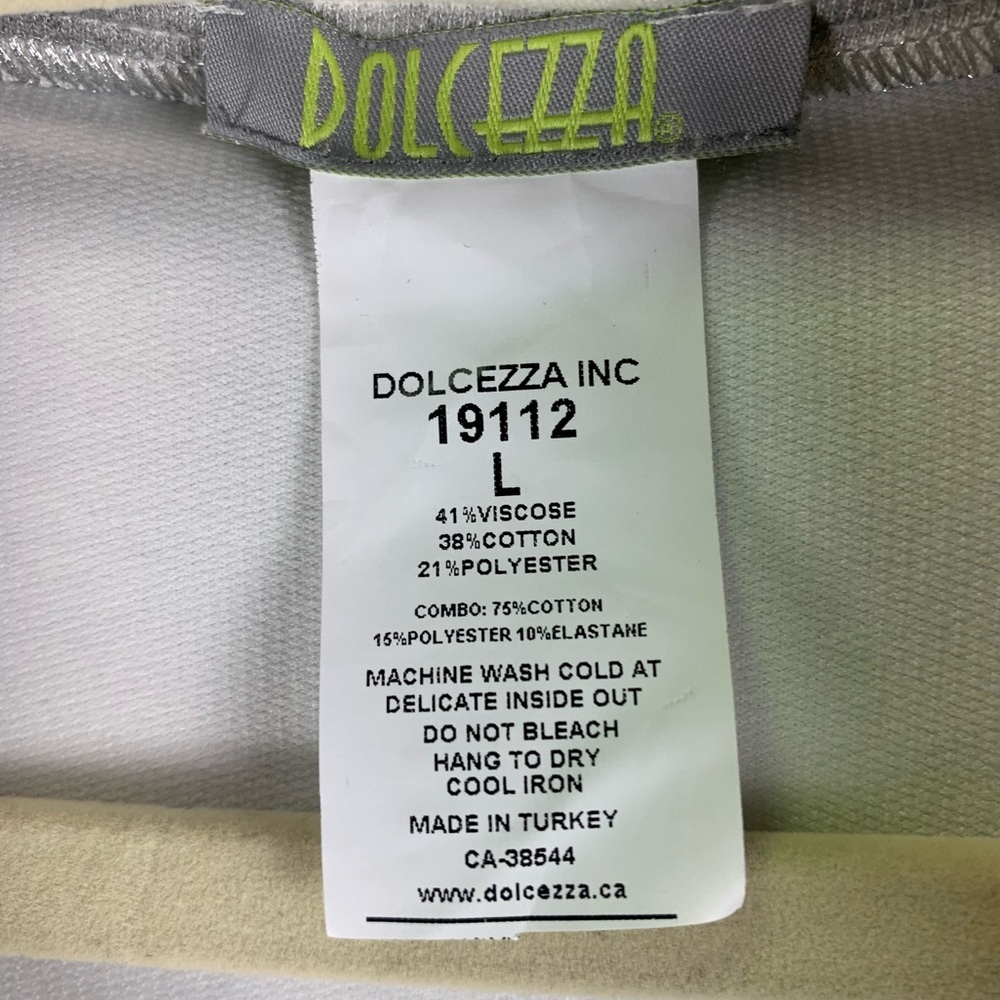 DOLCEZZA®
DOLCEZZA INC
19112
L
41%VISCOSE
38%COTTON
21%POLYESTER
COMBO: 75%COTTON
15%POLYESTER 10%ELASTANE
MACHINE WASH COLD AT
DELICATE INSIDE OUT
DO NOT BLEACH
HANG TO DRY
COOL IRON
MADE IN TURKEY
CA-38544
www.dolcezza.ca